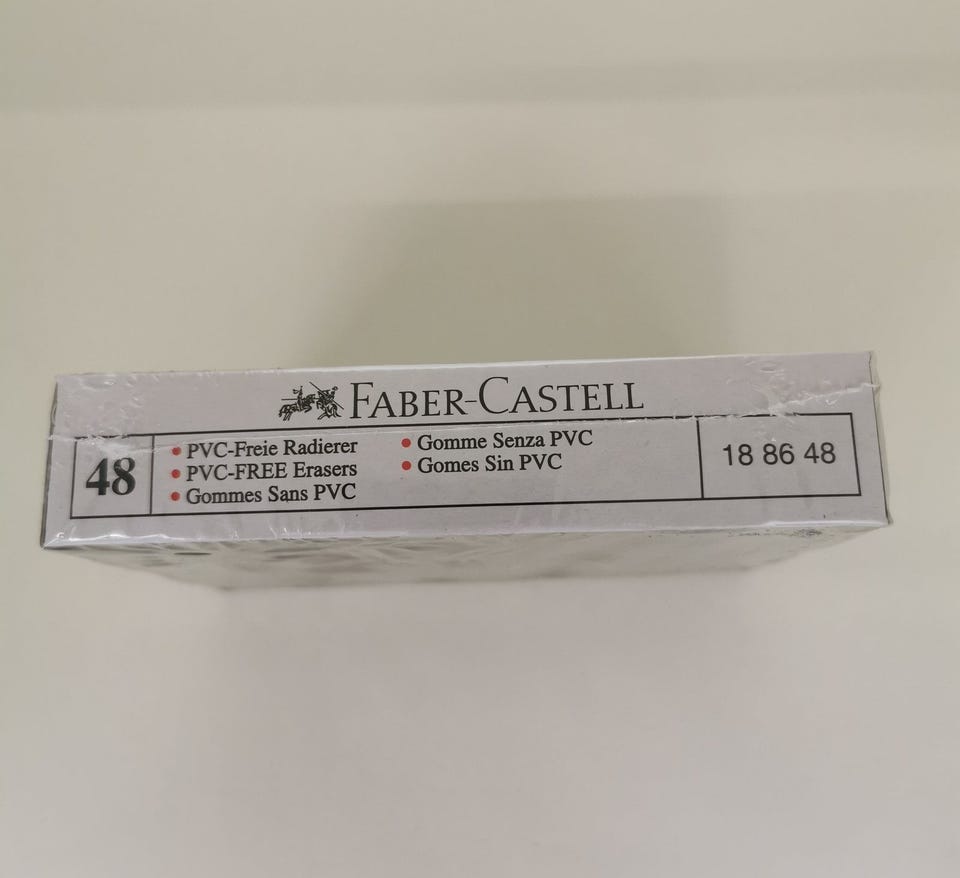 FABER-CASTELL
48
PVC-Freie Radierer
PVC-FREE Erasers
Gommes Sans PVC
Gomme Senza PVC
Gomes Sin PVC
18 86 48